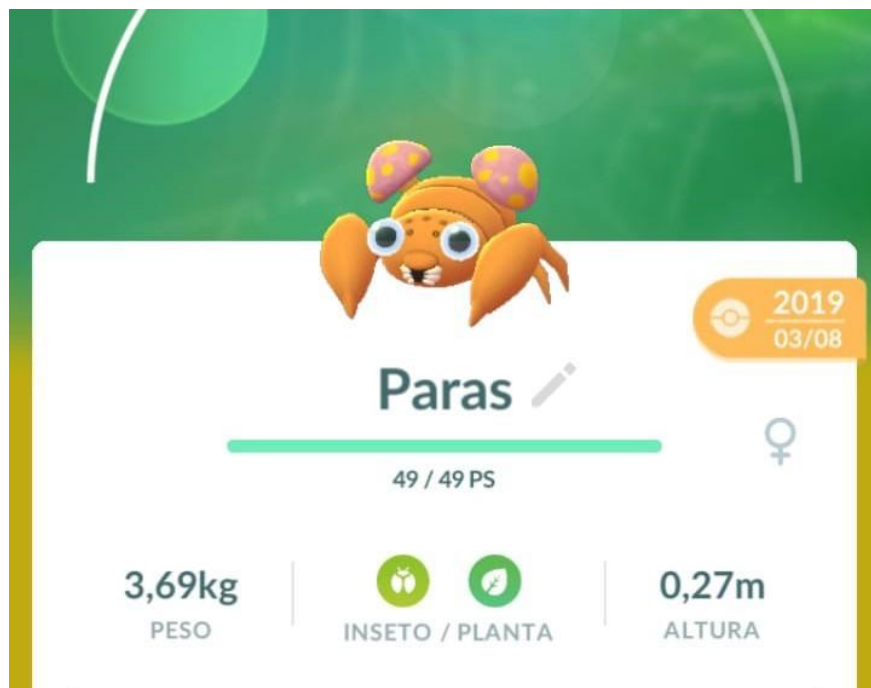 2019
03/08
Paras
49 / 49 PS
3,69kg
PESO
INSETO / PLANTA
0,27m
ALTURA